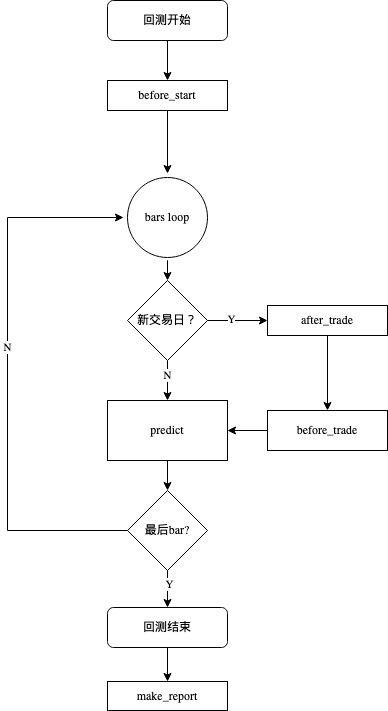 回测开始
before_start
bars loop
新交易日？
Y
after_trade
N
N
predict
before_trade
最后bar?
Y
回测结束
make_report